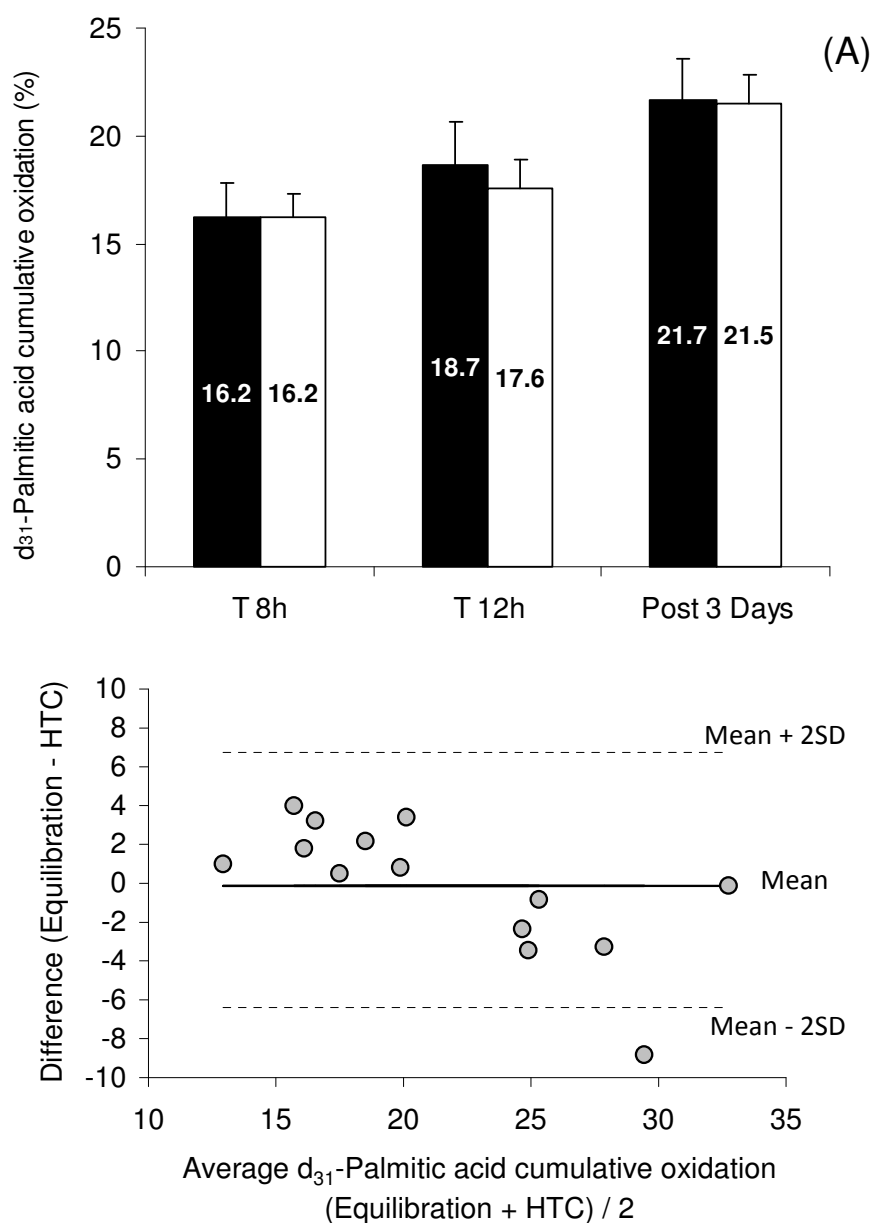 (A)
d31-Palmitic acid cumulative oxidation (%)
25
20
15
10
5
0
16.2
16.2
18.7
17.6
21.7
21.5
T 8h
T 12h
Post 3 Days
Difference (Equilibration - HTC)
10
8
6
4
2
0
-2
-4
-6
-8
-10
Mean + 2SD
Mean
Mean - 2SD
10
15
20
25
30
35
Average d31-Palmitic acid cumulative oxidation
(Equilibration + HTC) / 2